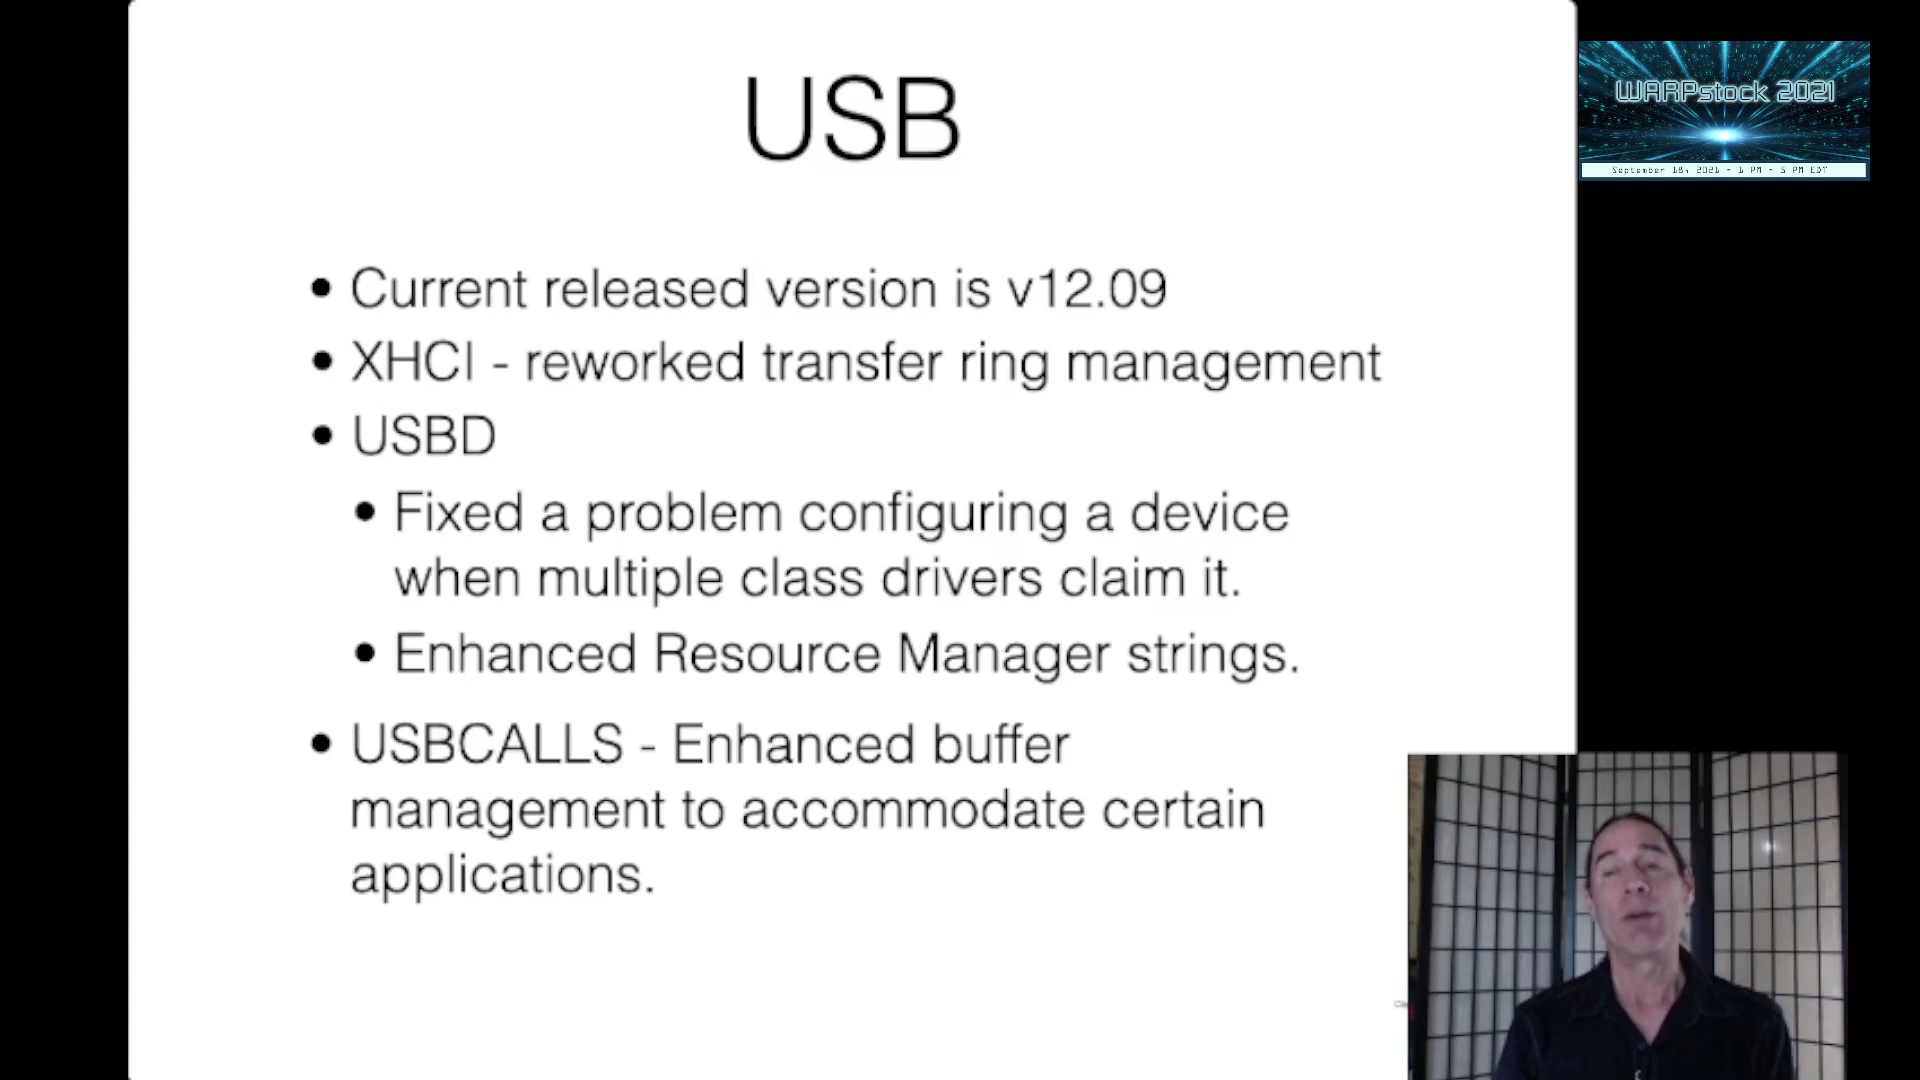 USB
WARPstock 2021
September 18, 2021 - 1 PM - 5 PM EDT
• Current released version is v12.09
• XHCI - reworked transfer ring management
• USBD
• Fixed a problem configuring a device
when multiple class drivers claim it.
• Enhanced Resource Manager strings.
• USBCALLS - Enhanced buffer
management to accommodate certain
applications.